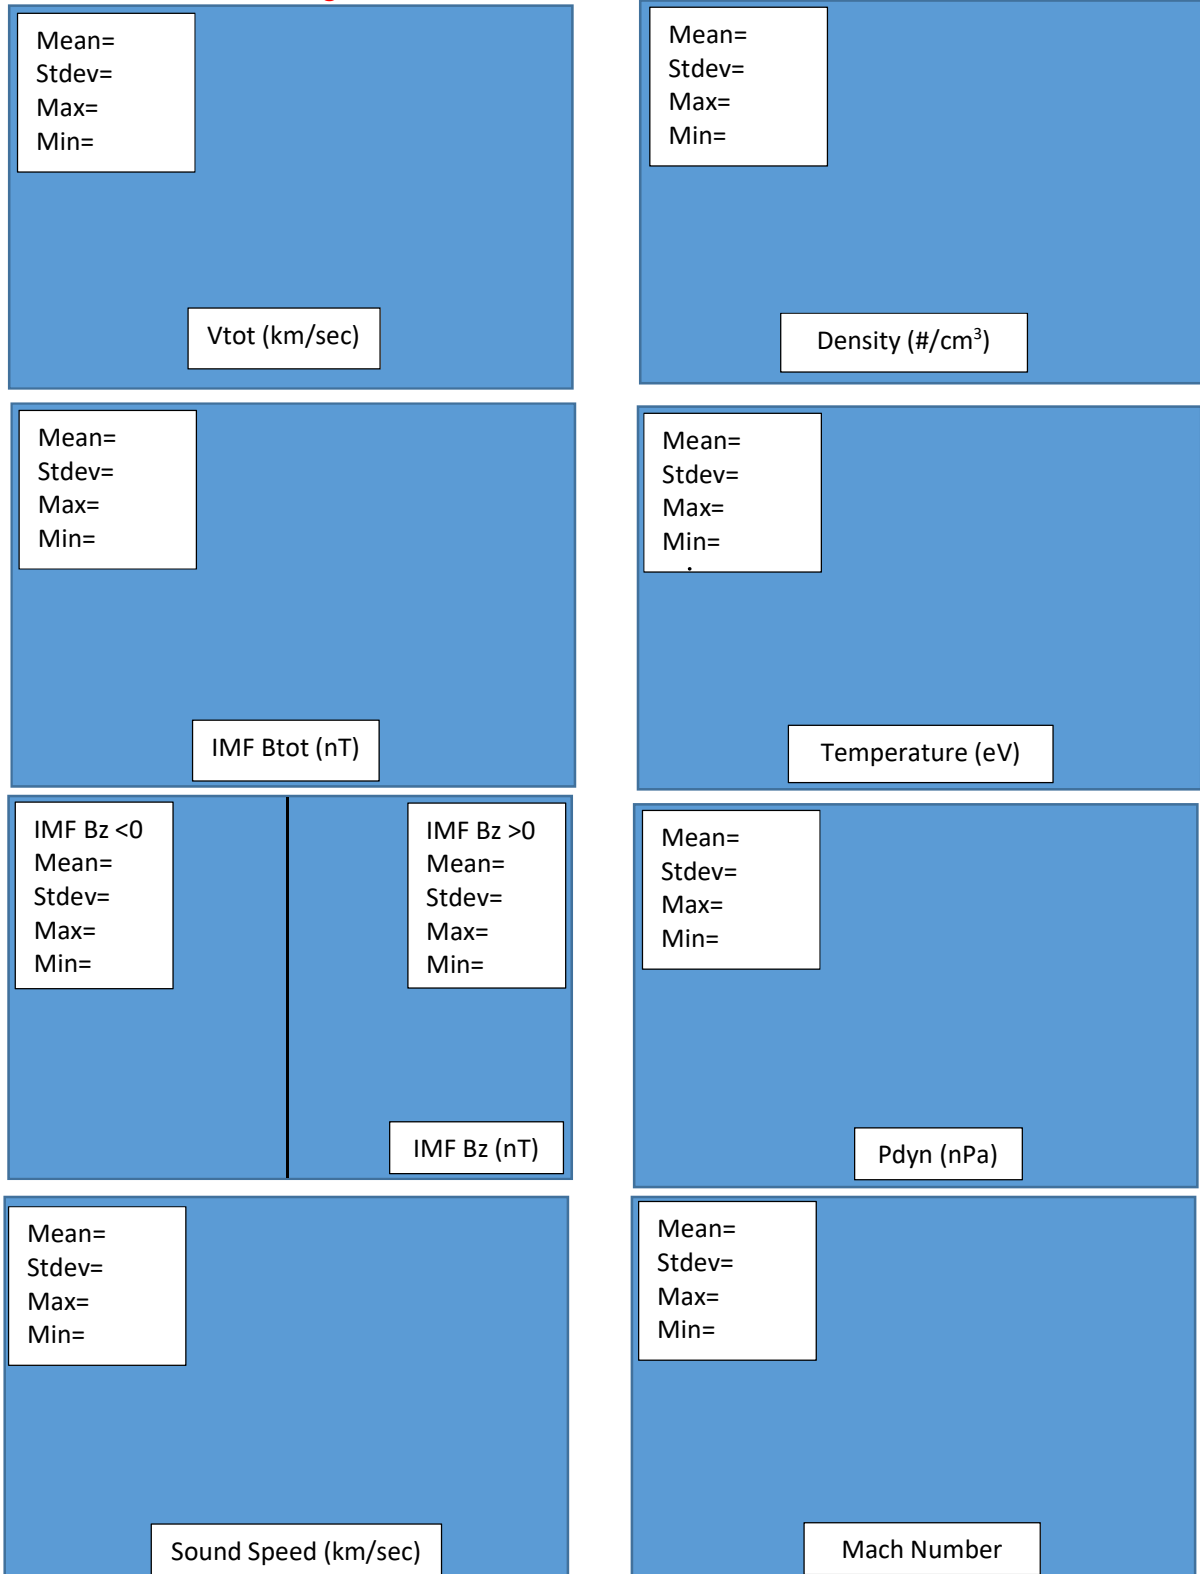 Mean=
Stdev=
Max=
Min=
Vtot (km/sec)
Mean=
Stdev=
Max=
Min=
Density (#/cm³)
Mean=
Stdev=
Max=
Min=
IMF Btot (nT)
Mean=
Stdev=
Max=
Min=
Temperature (eV)
IMF Bz <0
Mean=
Stdev=
Max=
Min=
IMF Bz >0
Mean=
Stdev=
Max=
Min=
IMF Bz (nT)
Mean=
Stdev=
Max=
Min=
Pdyn (nPa)
Mean=
Stdev=
Max=
Min=
Sound Speed (km/sec)
Mean=
Stdev=
Max=
Min=
Mach Number